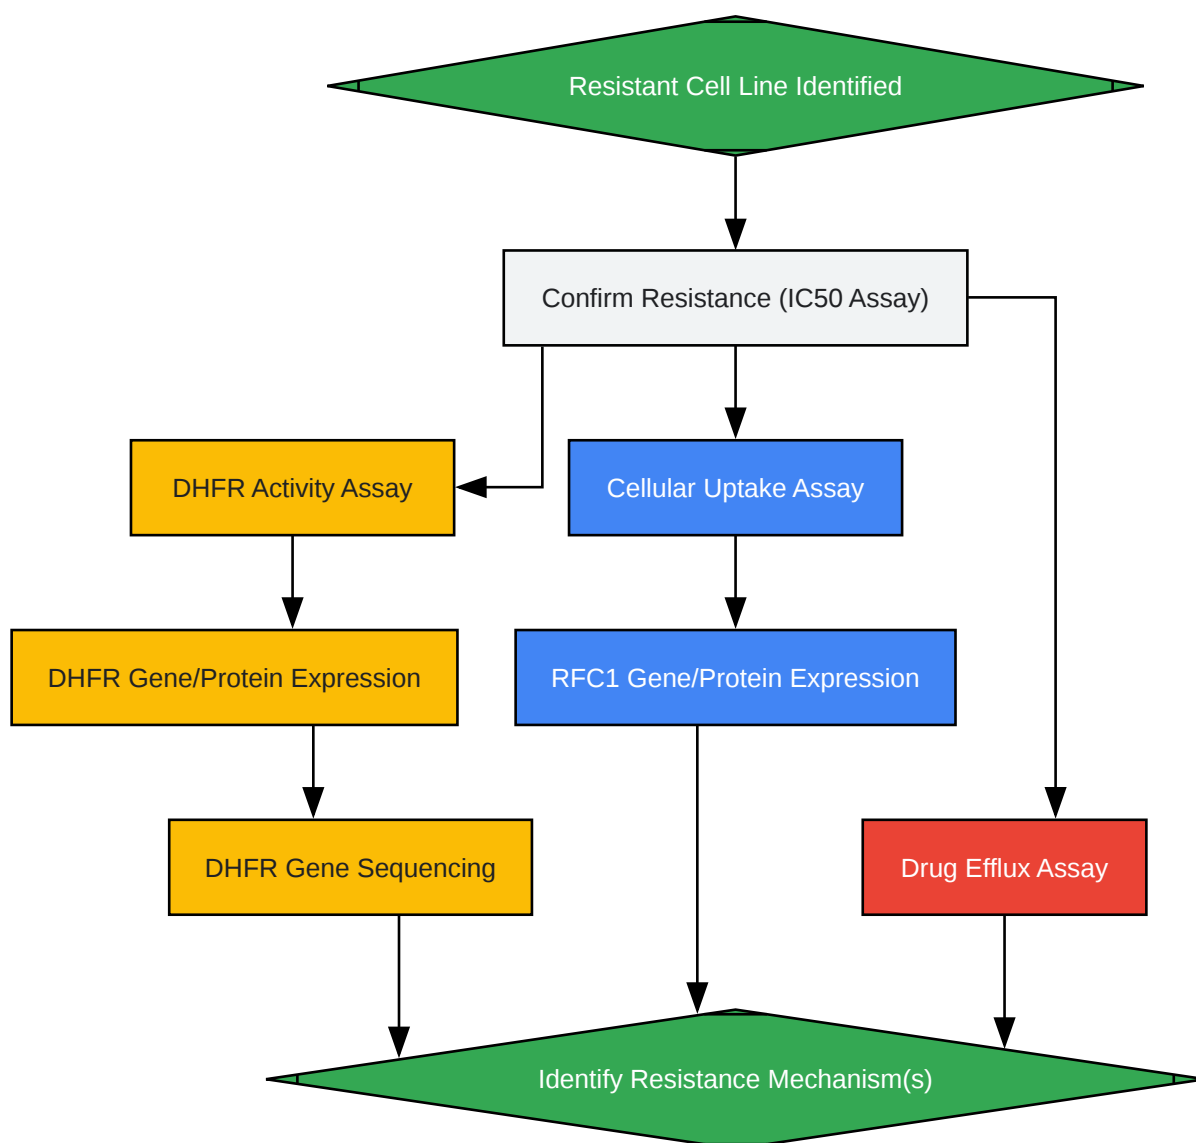 Resistant Cell Line Identified
Confirm Resistance (IC50 Assay)
DHFR Activity Assay
Cellular Uptake Assay
DHFR Gene/Protein Expression
RFC1 Gene/Protein Expression
DHFR Gene Sequencing
Drug Efflux Assay
Identify Resistance Mechanism(s)